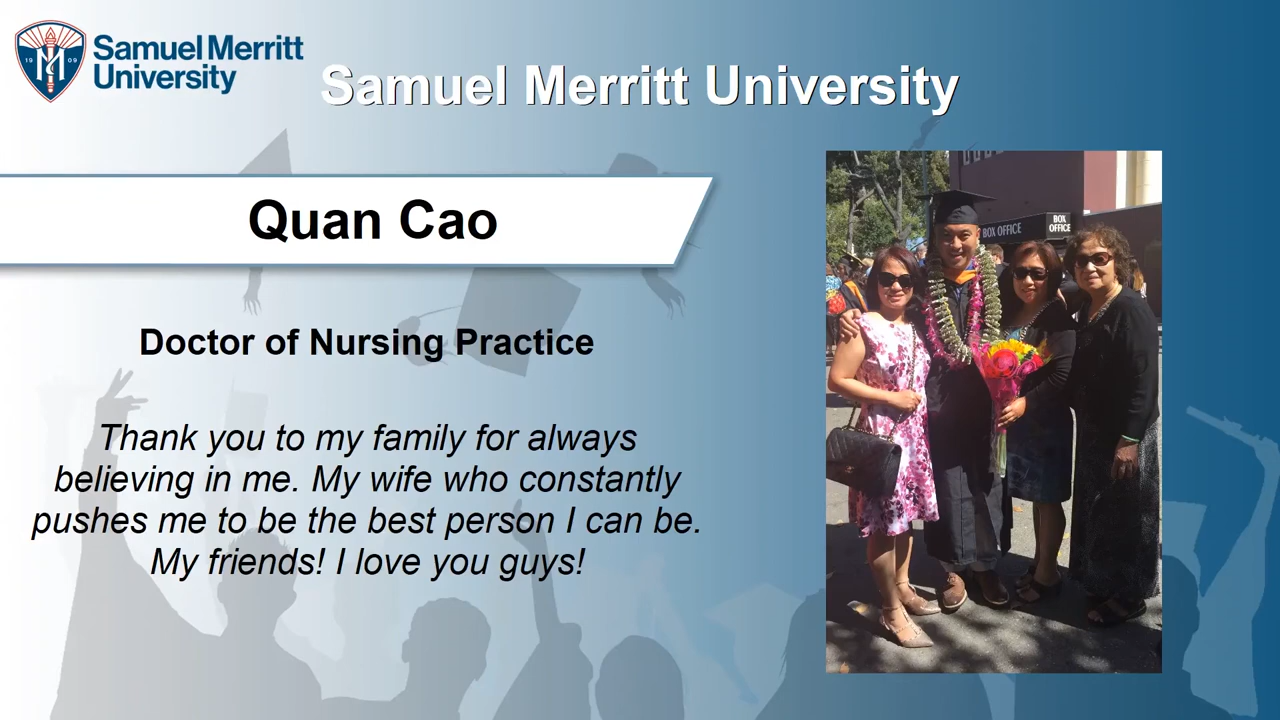 Samuel Merritt
University
19 09
Samuel Merritt University
Quan Cao
Doctor of Nursing Practice
Thank you to my family for always
believing in me. My wife who constantly
pushes me to be the best person I can be.
My friends! I love you guys!
BOX OFFICE
BOX
OFFICE